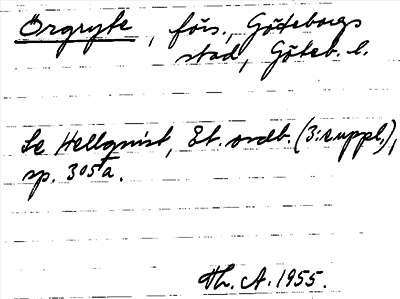 Örgryte, förs., Göteborgs
stad, Göteb. l.
Se Hellquist, Et. ordb. (3:e uppl.),
sp. 305a.
Th. A. 1955.